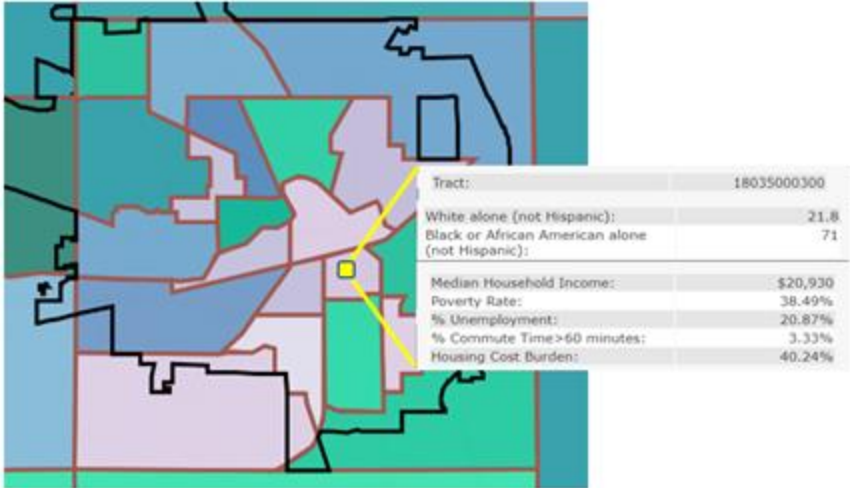 Tract: 18035000300
White alone (not Hispanic): 21.8
Black or African American alone 71
(not Hispanic):
Median Household Income: $20,930
Poverty Rate: 38.49%
% Unemployment: 20.87%
% Commute Time>60 minutes: 3.33%
Housing Cost Burden: 40.24%